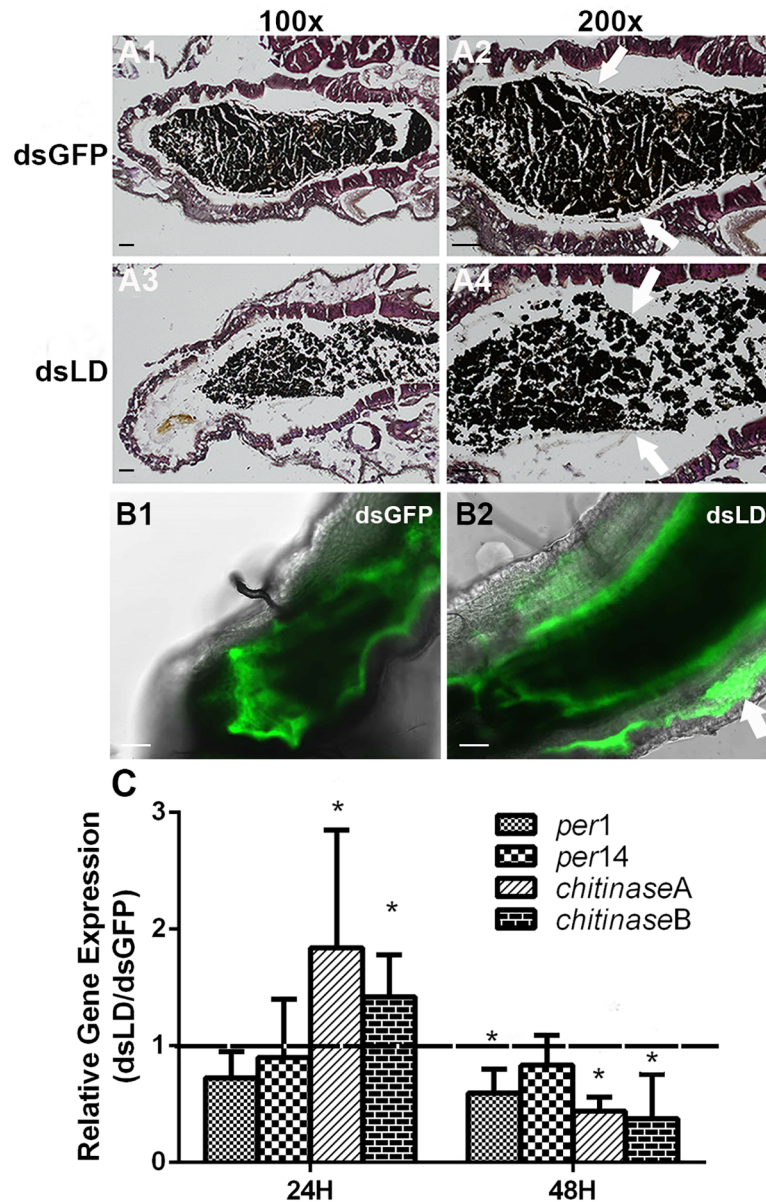 100x 200x
dsGFP A1 A2
dsLD A3 A4
B1 dsGFP B2 dsLD
C
Relative Gene Expression
(dsLD/dsGFP)
3
2
1
0
* * * * *
per1
per14
chitinaseA
chitinaseB
24H 48H